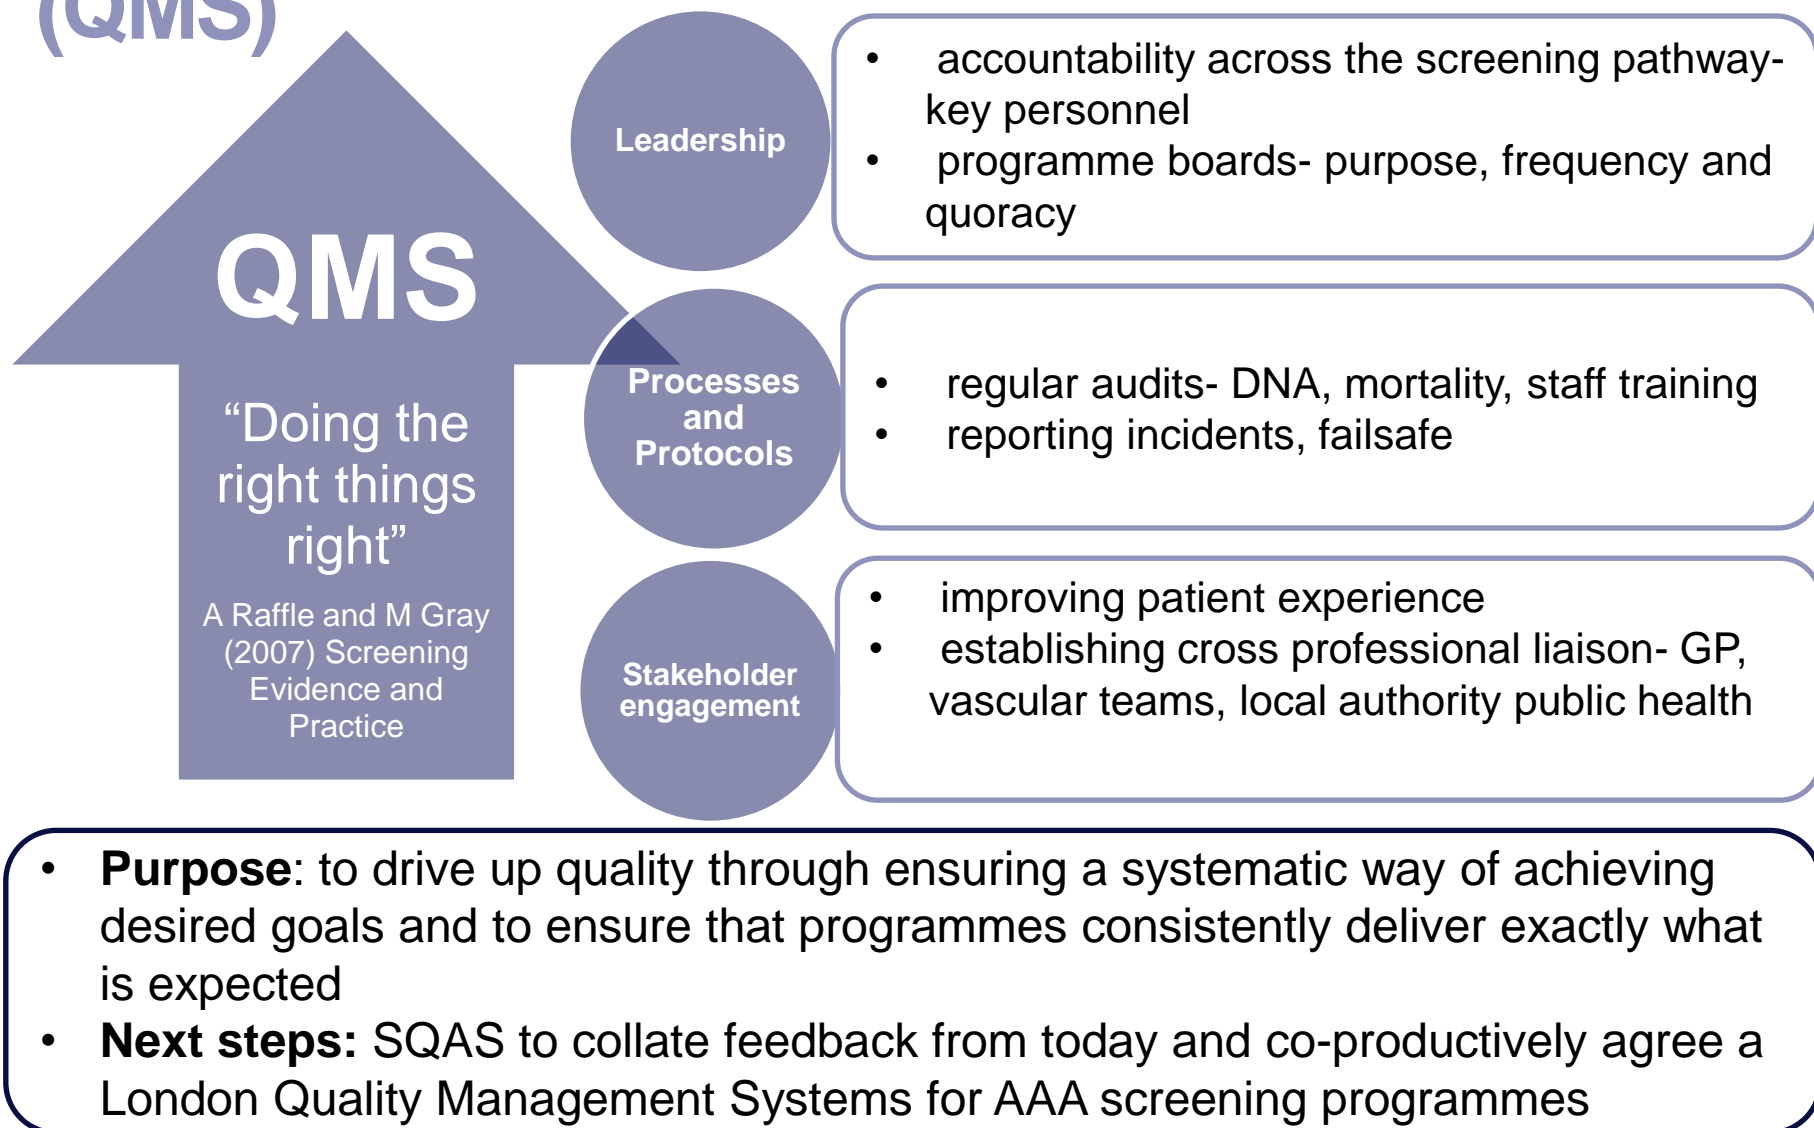 (QMS)
QMS
“Doing the
right things
right”
A Raffle and M Gray
(2007) Screening
Evidence and
Practice
Leadership
• accountability across the screening pathway-
key personnel
• programme boards- purpose, frequency and
quoracy
Processes
and
Protocols
• regular audits- DNA, mortality, staff training
• reporting incidents, failsafe
Stakeholder
engagement
• improving patient experience
• establishing cross professional liaison- GP,
vascular teams, local authority public health
• Purpose: to drive up quality through ensuring a systematic way of achieving
desired goals and to ensure that programmes consistently deliver exactly what
is expected
• Next steps: SQAS to collate feedback from today and co-productively agree a
London Quality Management Systems for AAA screening programmes